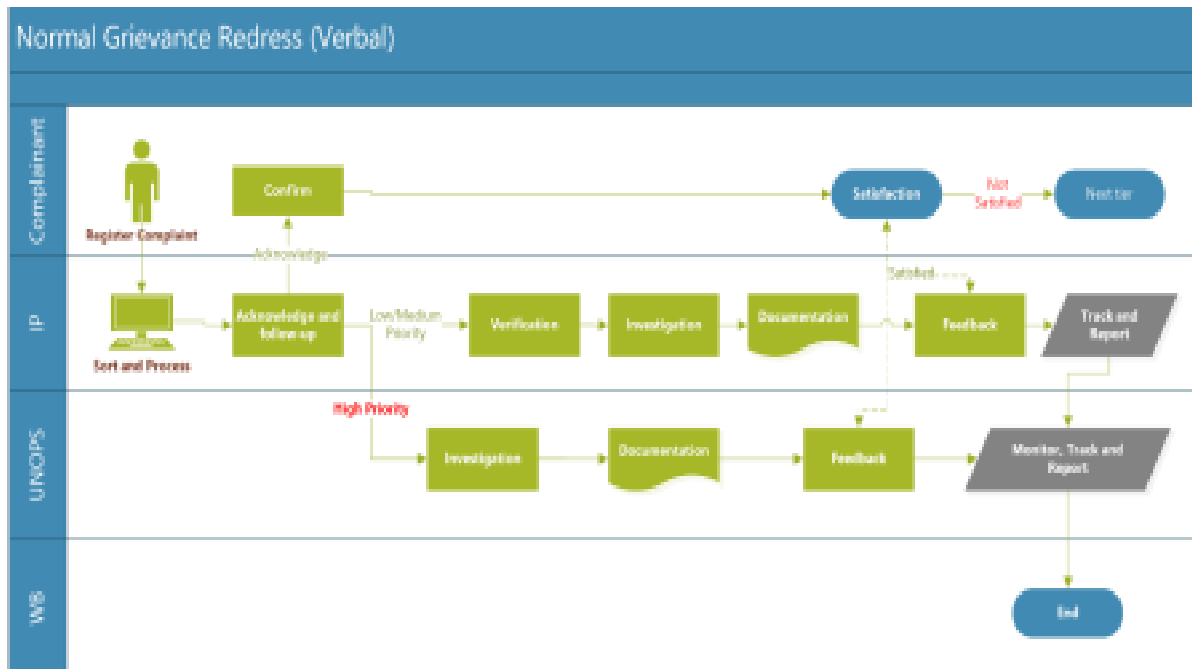 Normal Grievance Redress (Verbal)
Complainant
Register Complaint
Confirm
Satisfaction
Not
Satisfied
Next tier
Acknowledge
IP
Sort and Process
Acknowledge and
follow-up
Low/Medium
Priority
Verification
Investigation
Documentation
Satisfied
Feedback
Track and
Report
UNOPS
High Priority
Investigation
Documentation
Feedback
Monitor, Track and
Report
WB
End